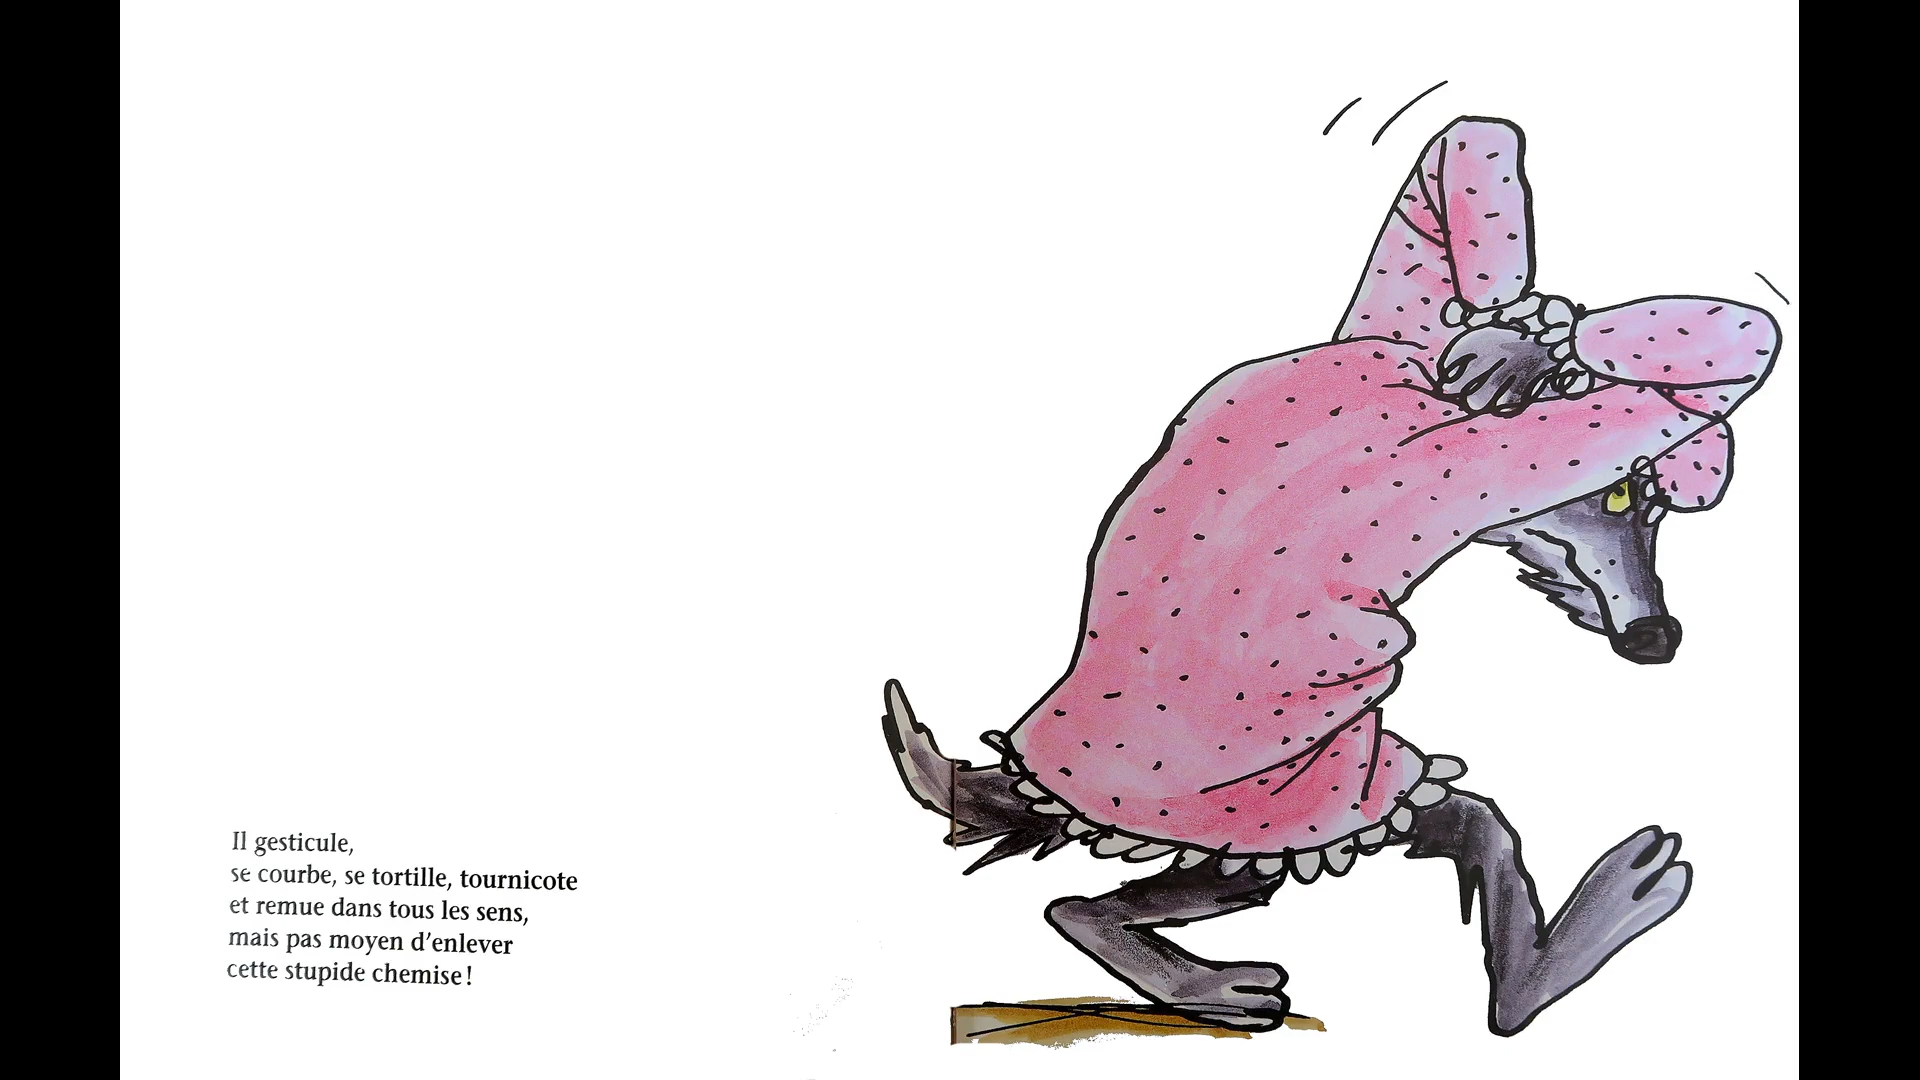 Il gesticule,
se courbe, se tortille, tournicote
et remue dans tous les sens,
mais pas moyen d'enlever
cette stupide chemise !